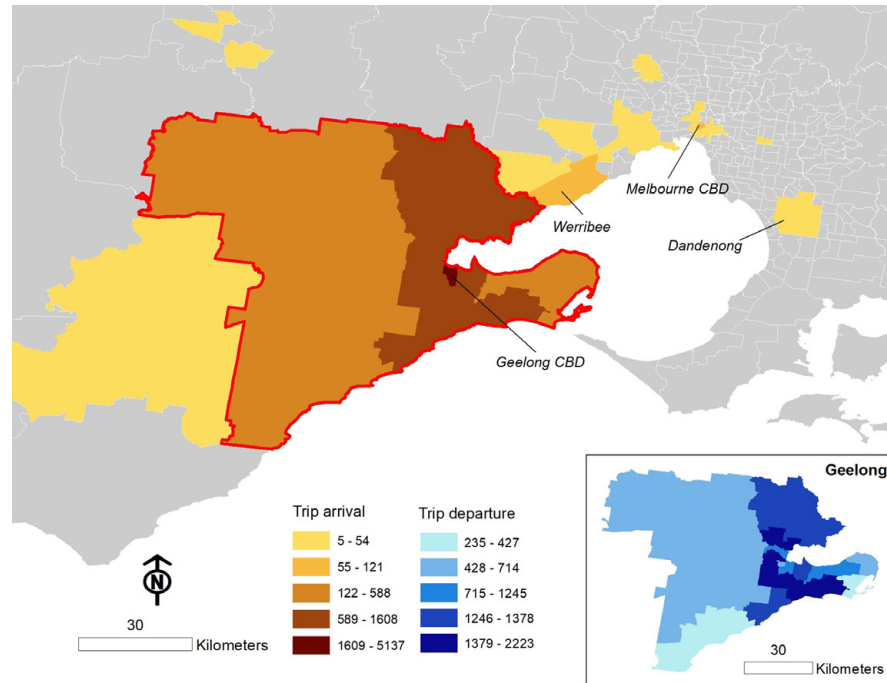 Melbourne CBD
Werribee
Dandenong
Geelong CBD
Geelong
Trip arrival
5 - 54
55 - 121
122 - 588
589 - 1608
1609 - 5137
Trip departure
235 - 427
428 - 714
715 - 1245
1246 - 1378
1379 - 2223
N
30
Kilometers
30
Kilometers